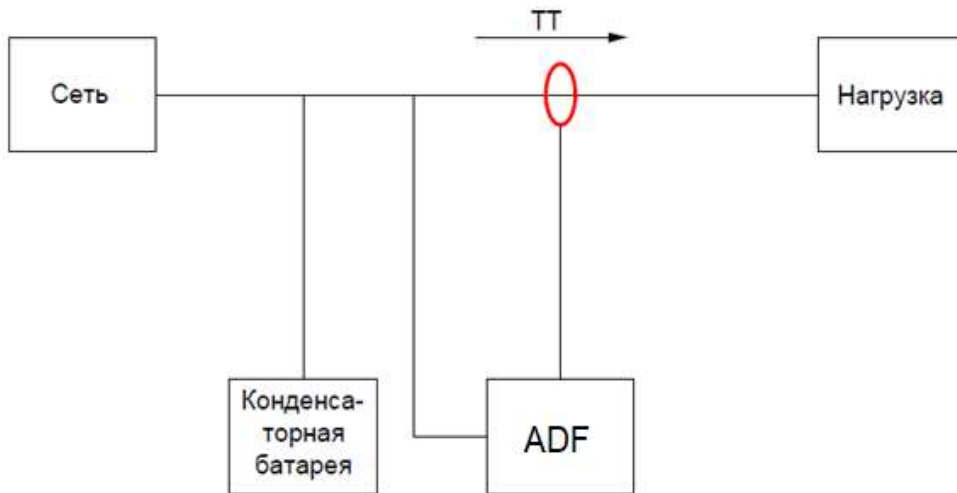 ТТ
Сеть
Нагрузка
Конденса-
торная
батарея
ADF